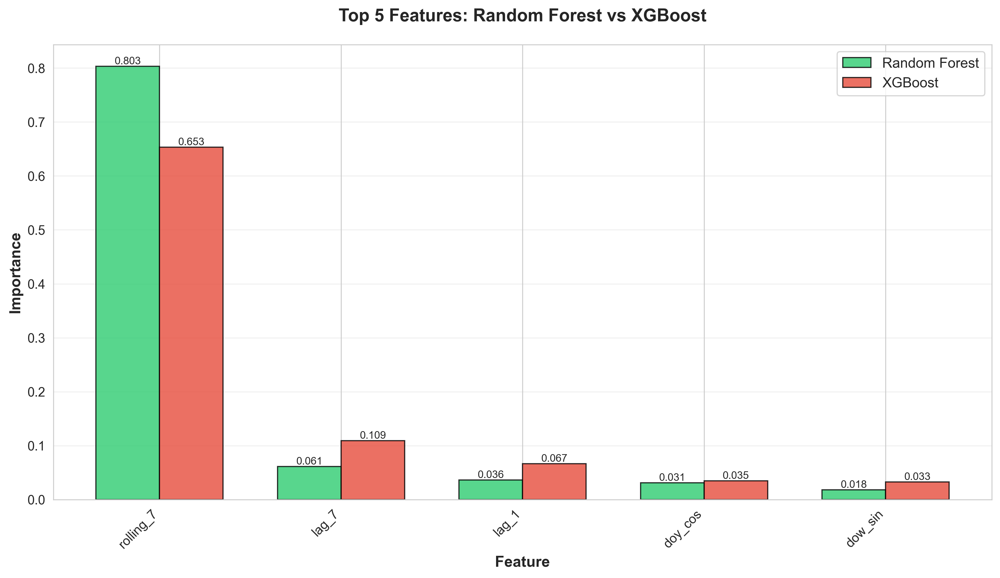 Top 5 Features: Random Forest vs XGBoost
Random Forest
XGBoost
0.803
0.653
0.061
0.109
0.036
0.067
0.031
0.035
0.018
0.033
0.8
0.7
0.6
0.5
0.4
0.3
0.2
0.1
0.0
Importance
rolling_7
lag_7
lag_1
doy_cos
dow_sin
Feature